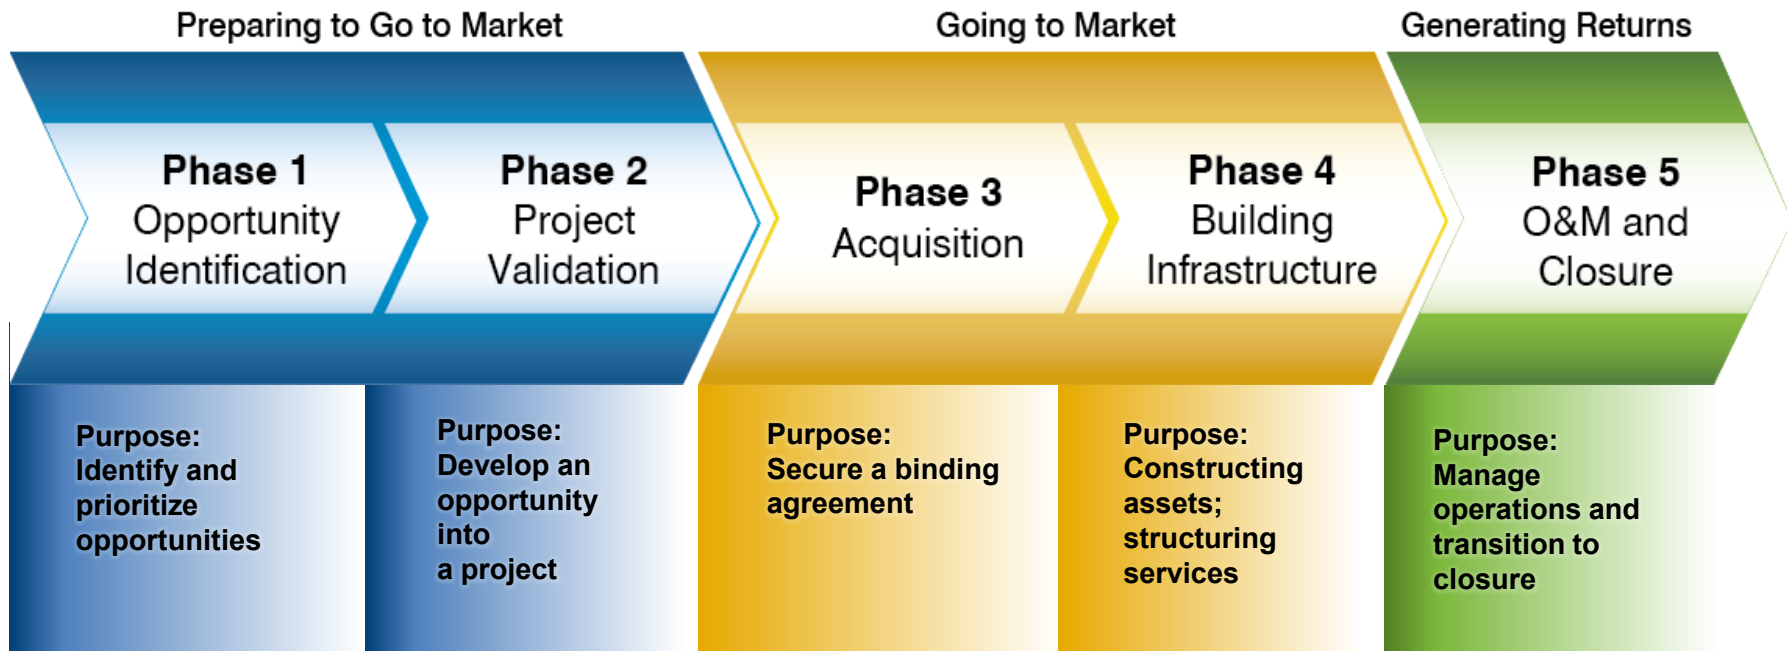 Preparing to Go to Market
Going to Market
Generating Returns
Phase 1
Opportunity
Identification
Phase 2
Project
Validation
Phase 3
Acquisition
Phase 4
Building
Infrastructure
Phase 5
O&M and
Closure
Purpose:
Identify and
prioritize
opportunities
Purpose:
Develop an
opportunity
into
a project
Purpose:
Secure a binding
agreement
Purpose:
Constructing
assets;
structuring
services
Purpose:
Manage
operations and
transition to
closure